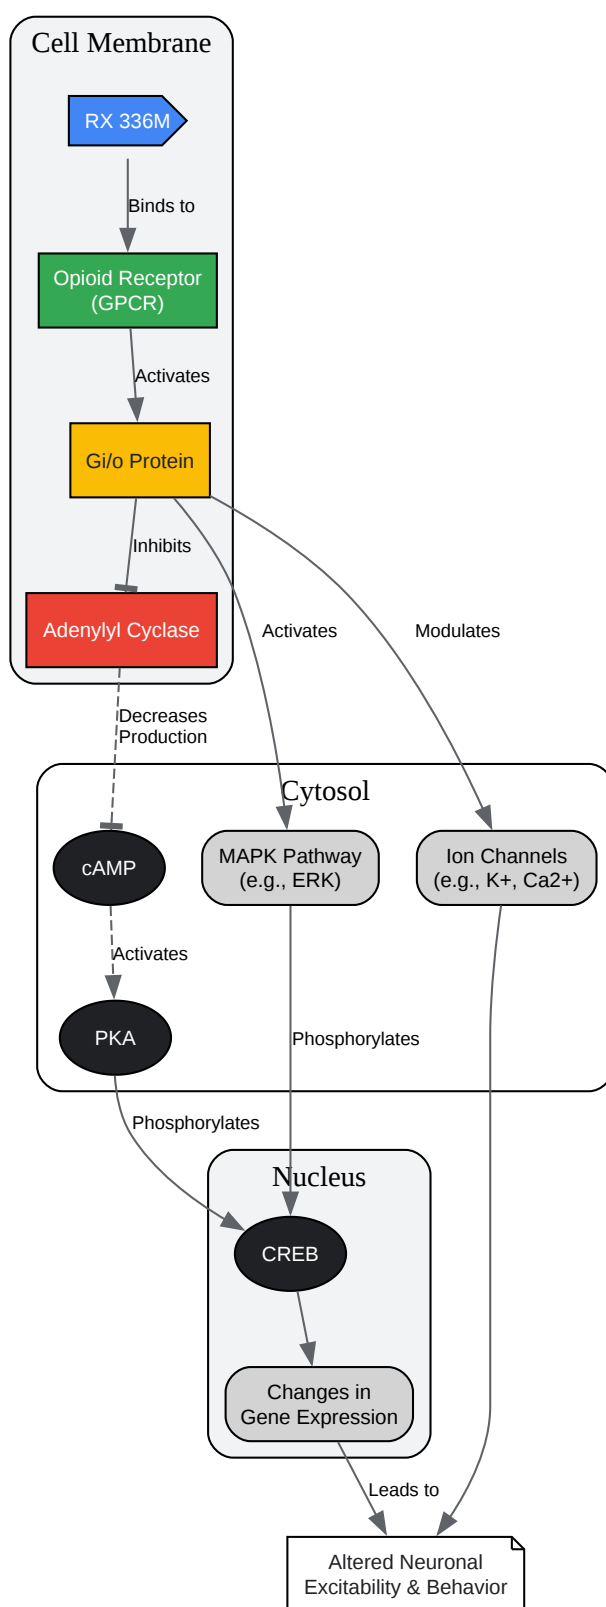 Cell Membrane
RX 336M
Binds to
Opioid Receptor
(GPCR)
Activates
Gi/o Protein
Inhibits
Adenylyl Cyclase
Activates
Modulates
Decreases
Production
Cytosol
cAMP
MAPK Pathway
(e.g., ERK)
Ion Channels
(e.g., K+, Ca2+)
Activates
PKA
Phosphorylates
Phosphorylates
Nucleus
CREB
Changes in
Gene Expression
Leads to
Altered Neuronal
Excitability & Behavior